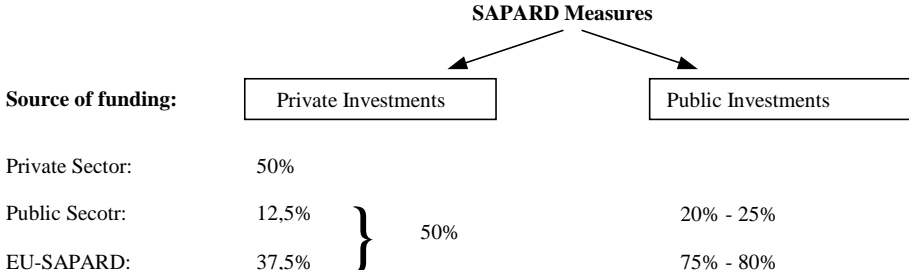 SAPARD Measures
Source of funding: Private Investments Public Investments
Private Sector: 50%
Public Secotr: 12,5% 20% - 25%
50%
EU-SAPARD: 37,5% 75% - 80%